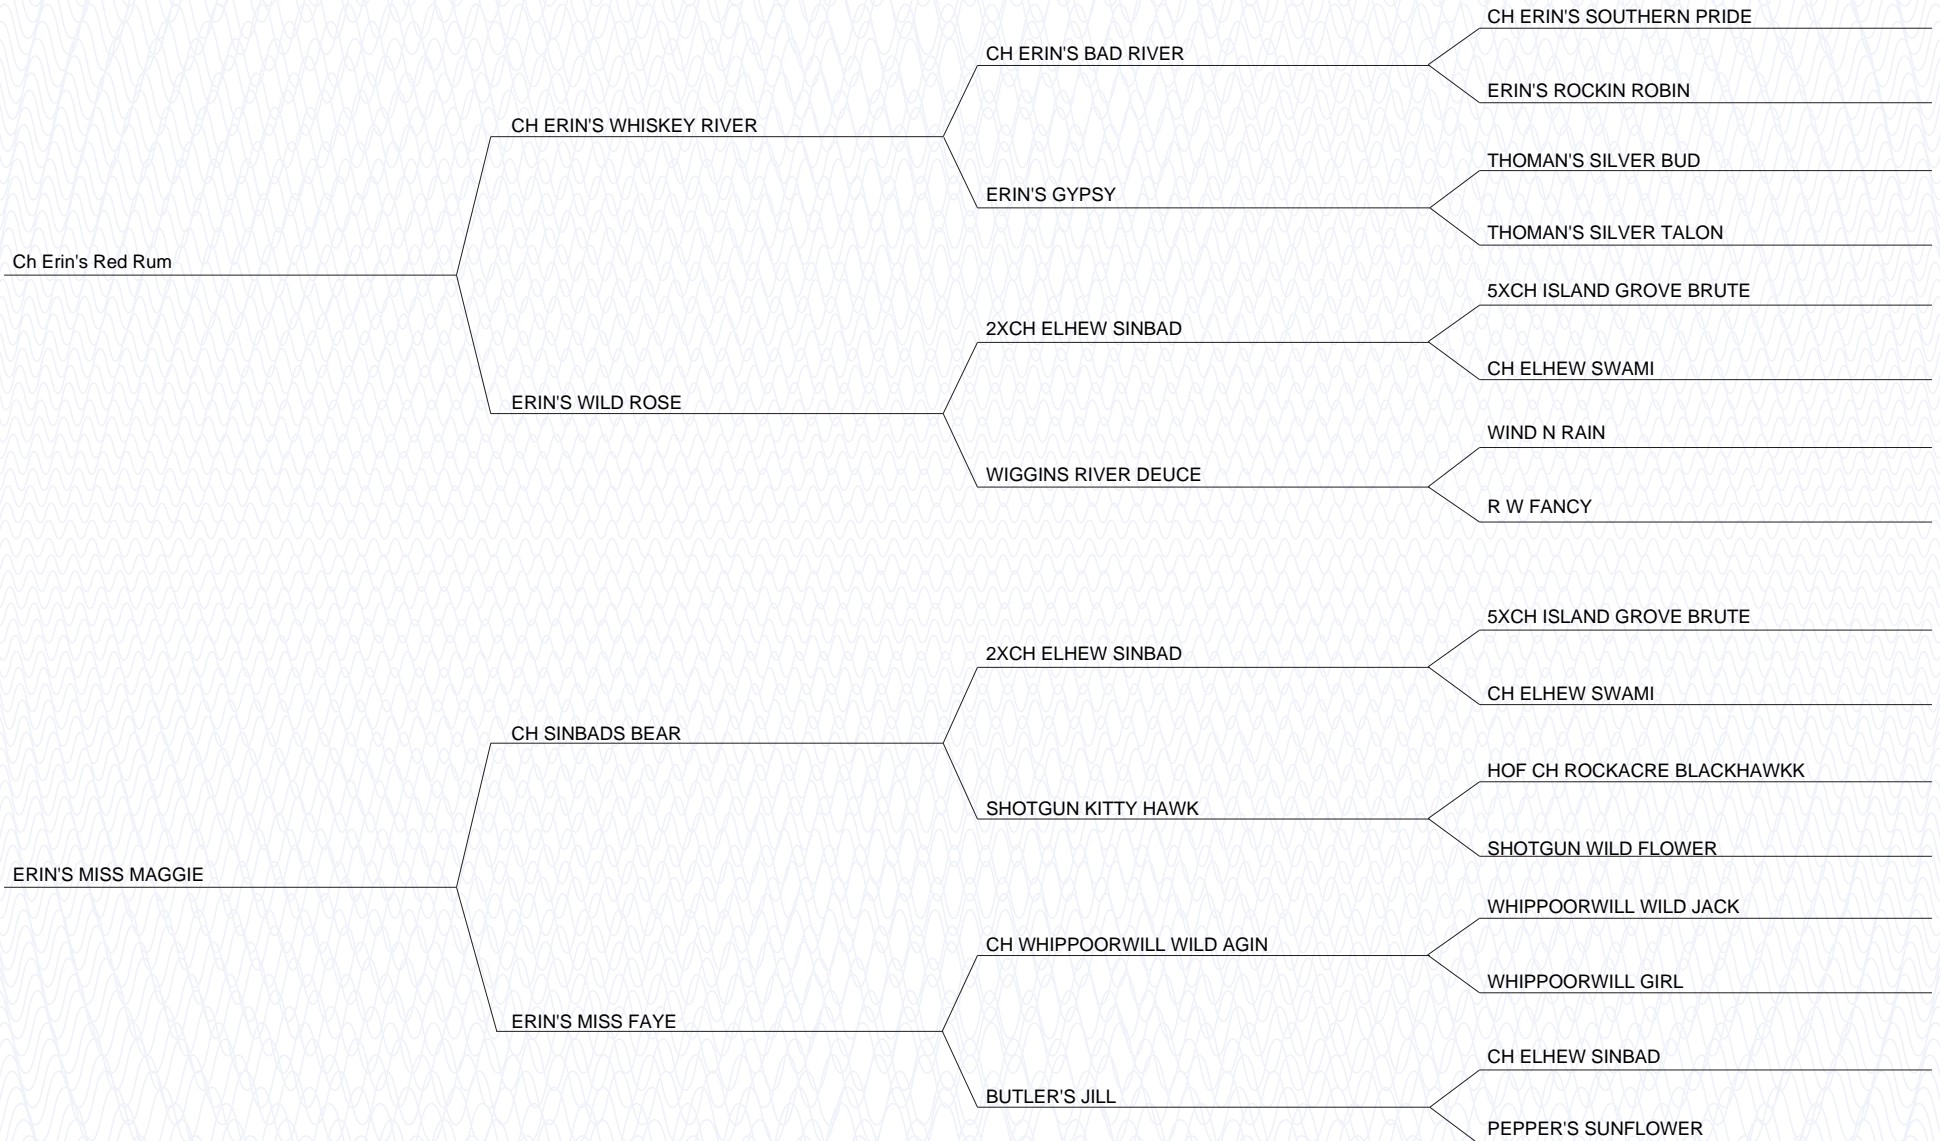 CH ERIN'S SOUTHERN PRIDE
CH ERIN'S BAD RIVER
ERIN'S ROCKIN ROBIN
CH ERIN'S WHISKEY RIVER
THOMAN'S SILVER BUD
ERIN'S GYPSY
THOMAN'S SILVER TALON
Ch Erin's Red Rum
5XCH ISLAND GROVE BRUTE
2XCH ELHEW SINBAD
CH ELHEW SWAMI
ERIN'S WILD ROSE
WIND N RAIN
WIGGINS RIVER DEUCE
R W FANCY
5XCH ISLAND GROVE BRUTE
2XCH ELHEW SINBAD
CH ELHEW SWAMI
CH SINBADS BEAR
HOF CH ROCKACRE BLACKHAWKK
SHOTGUN KITTY HAWK
SHOTGUN WILD FLOWER
ERIN'S MISS MAGGIE
WHIPPOORWILL WILD JACK
CH WHIPPOORWILL WILD AGIN
WHIPPOORWILL GIRL
ERIN'S MISS FAYE
CH ELHEW SINBAD
BUTLER'S JILL
PEPPER'S SUNFLOWER